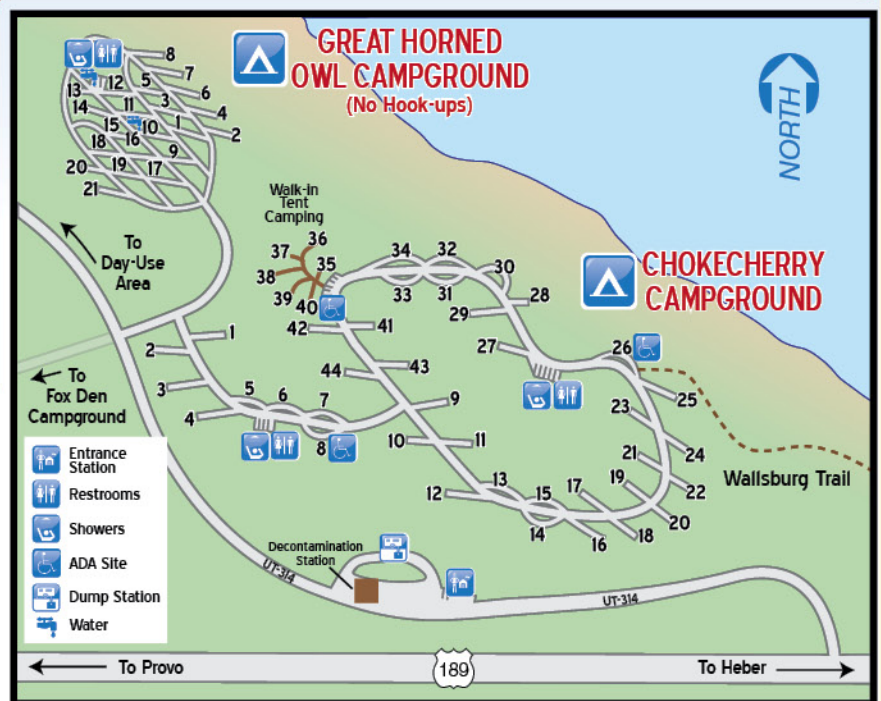 GREAT HORNED
OWL CAMPGROUND
(No Hook-ups)
NORTH
8
7
12
5
6
13
3
4
14
11
1
2
15
10
16
18
9
20
19
17
21
To
Day-Use
Area
Walk-in
Tent
Camping
36
37
35
38
39
40
34
32
33
31
30
28
29
42
41
CHOKECHERRY
CAMPGROUND
27
26
25
44
43
1
2
3
4
5
6
7
8
9
10
11
23
24
21
22
19
20
17
18
12
13
15
14
16
To
Fox Den
Campground
Wallsburg Trail
Entrance
Station
Restrooms
Showers
ADA Site
Dump Station
Water
Decontamination
Station
UT-314
UT-314
To Provo
189
To Heber